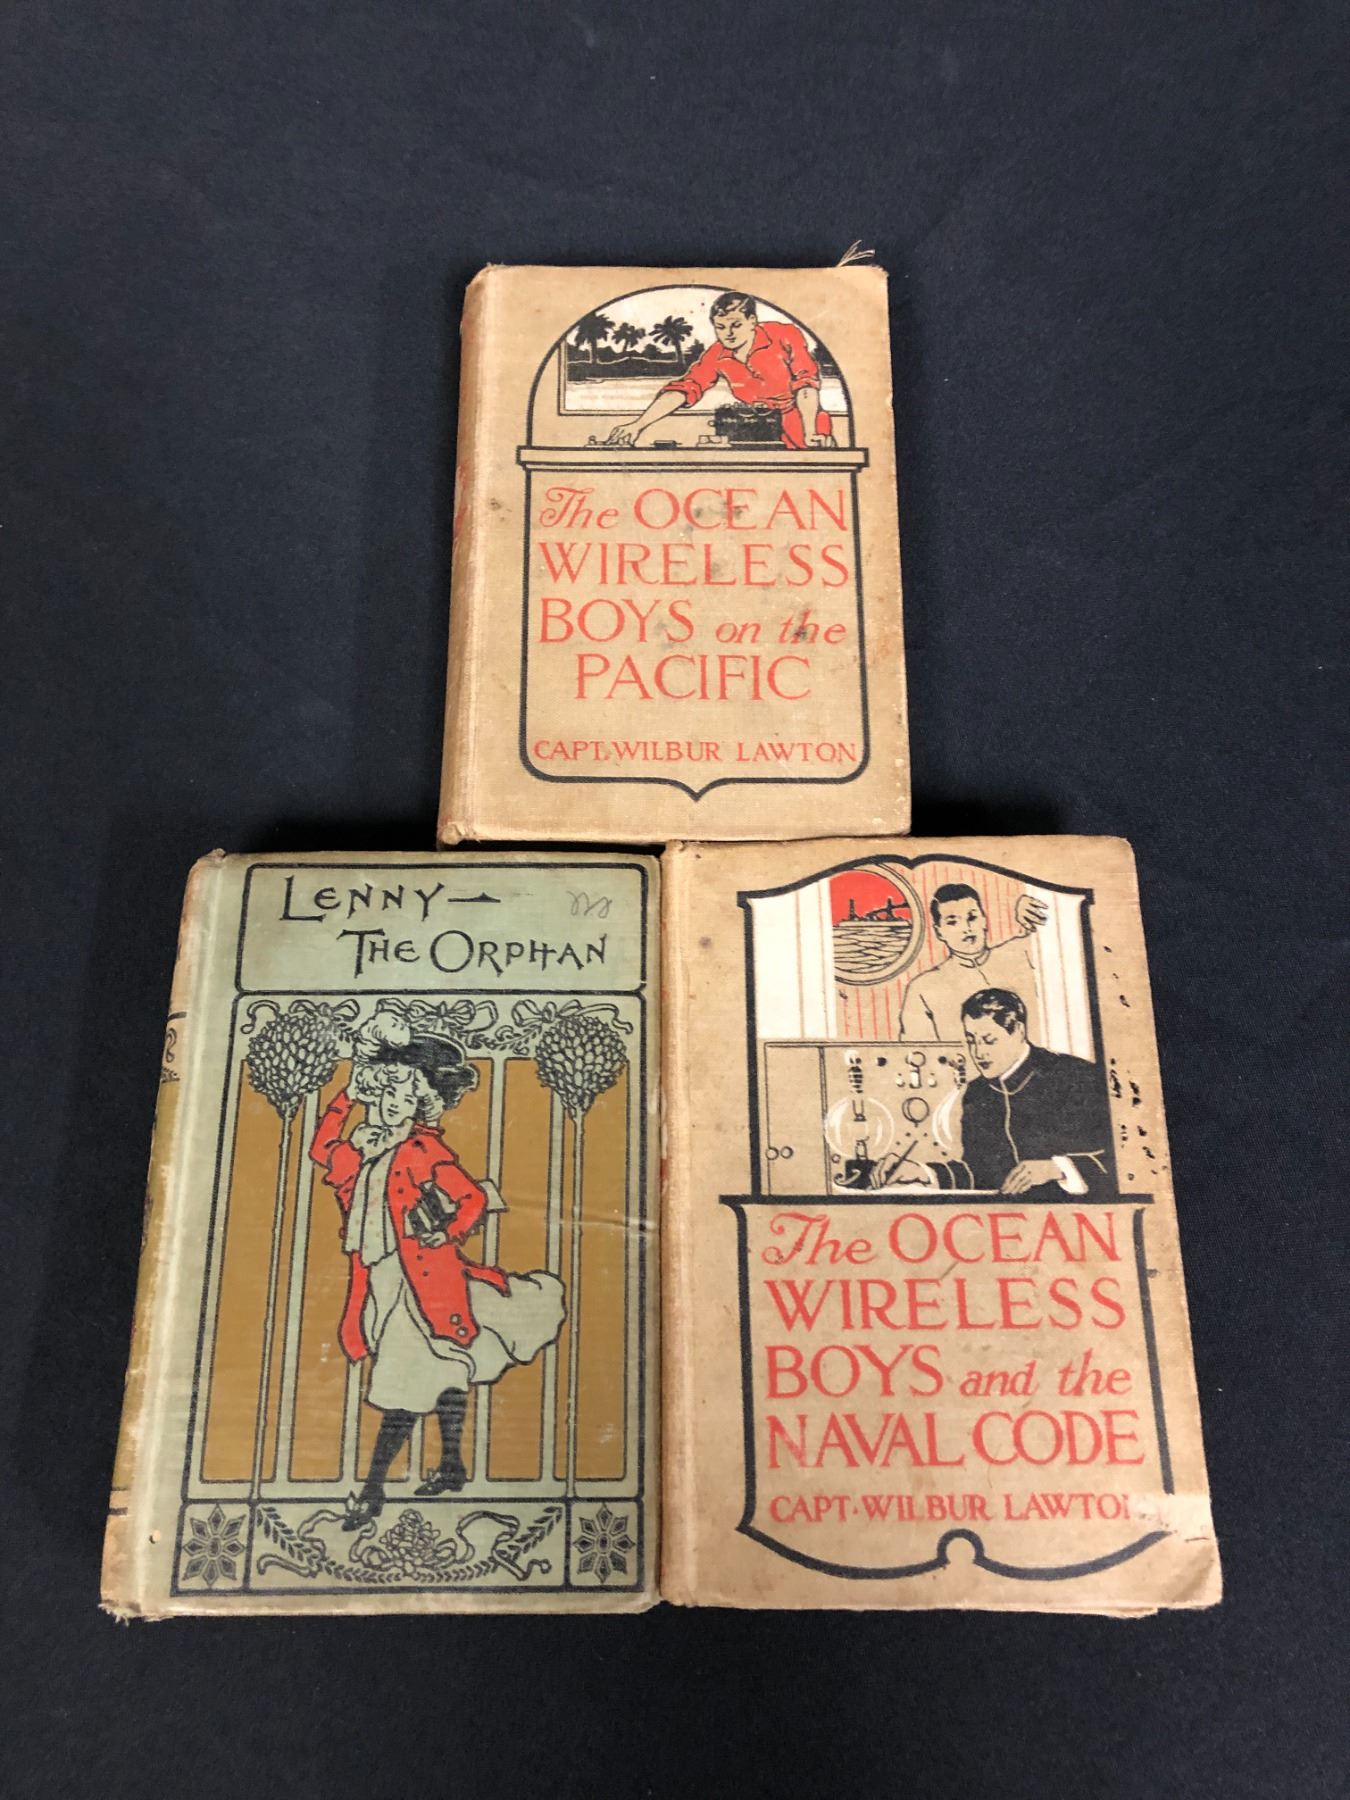 The OCEAN
WIRELESS
BOYS on the
PACIFIC
CAPT. WILBUR LAWTON
LENNY —
THE ORPHAN
The OCEAN
WIRELESS
BOYS and the
NAVAL CODE
CAPT. WILBUR LAWTON